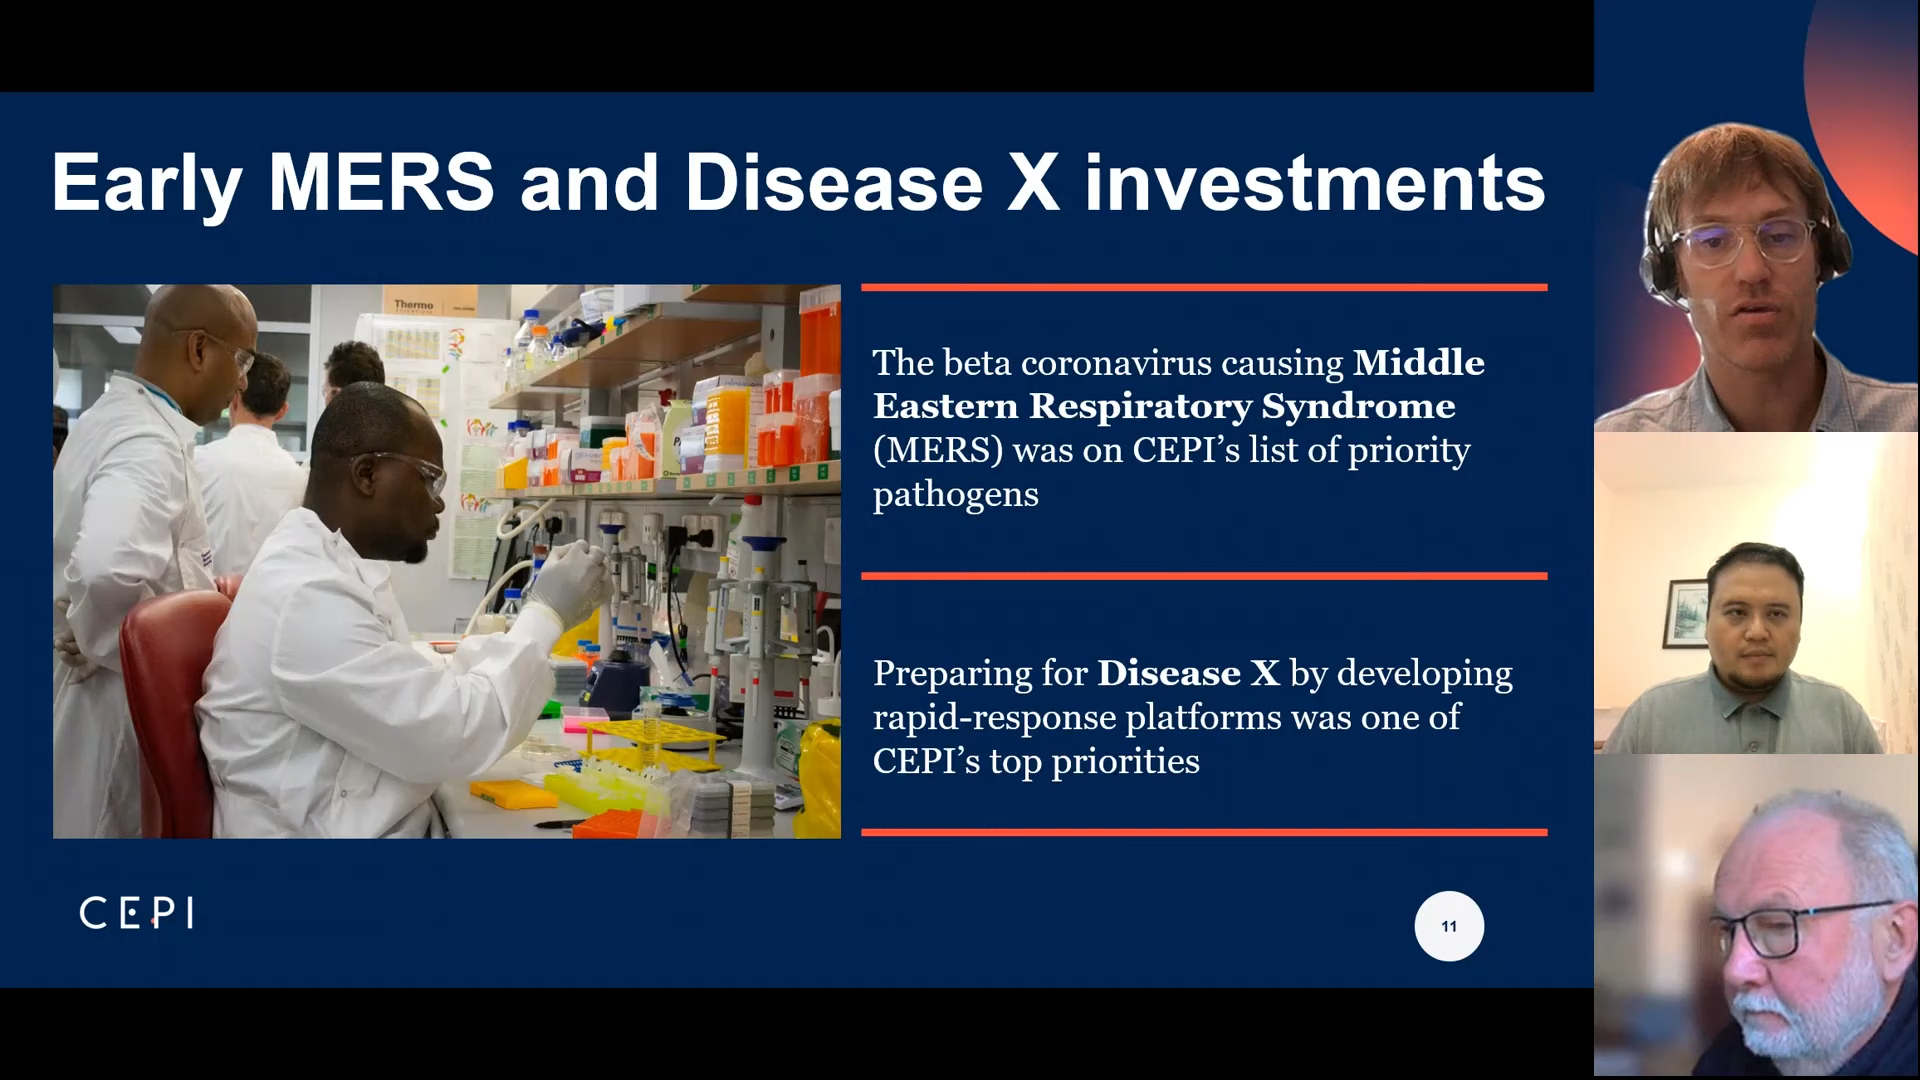 Early MERS and Disease X investments
Thermo
The beta coronavirus causing Middle
Eastern Respiratory Syndrome
(MERS) was on CEPI’s list of priority
pathogens
Preparing for Disease X by developing
rapid-response platforms was one of
CEPI’s top priorities
CEPI
11